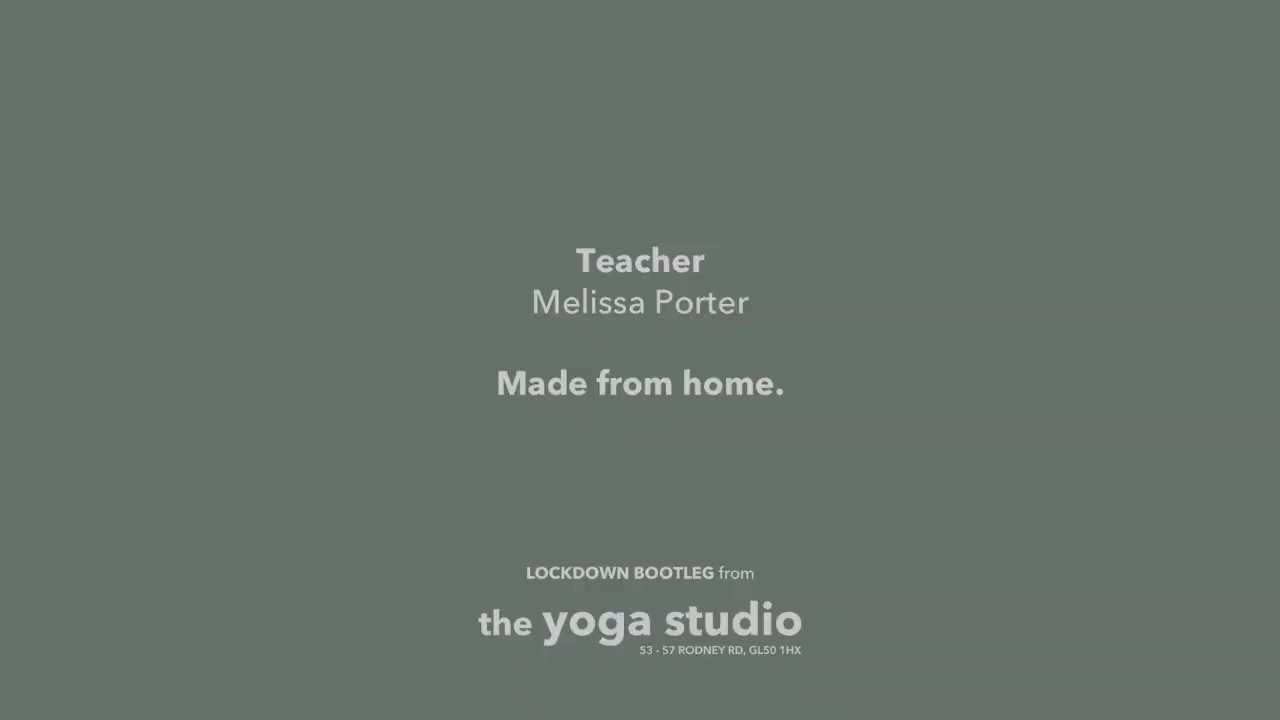 Teacher
Melissa Porter
Made from home.
LOCKDOWN BOOTLEG from
the yoga studio
53 - 57 RODNEY RD, GL50 1HX